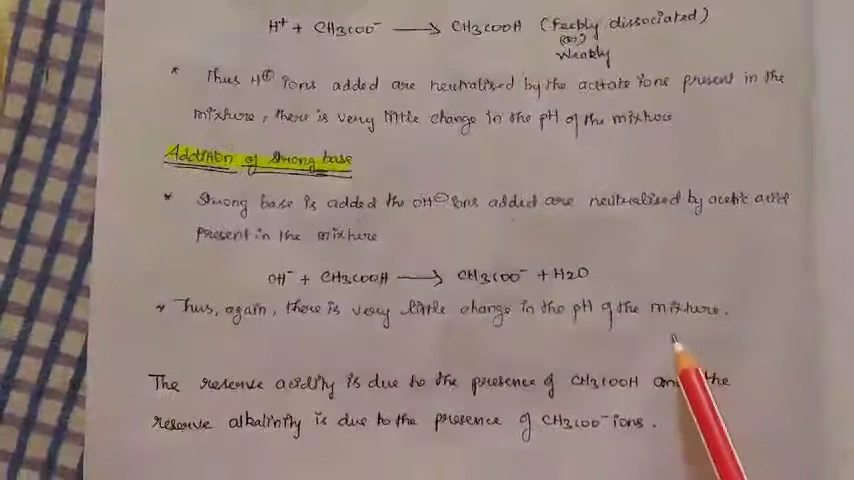 H⁺ + CH3COO⁻ ⟶ CH3COOH (feebly dissociated)
(or)
Weakly
* Thus H⊕ ions added are neutralised by the acetate ions present in the
mixture, there is very little change in the pH of the mixture
Addition of strong base
* Strong base is added the OH⊖ ions added are neutralised by acetic acid
present in the mixture
OH⁻ + CH3COOH ⟶ CH3COO⁻ + H2O
* Thus, again, there is very little change in the pH of the mixture.
The reserve acidity is due to the presence of CH3COOH and the
reserve alkalinity is due to the presence of CH3COO⁻ ions.